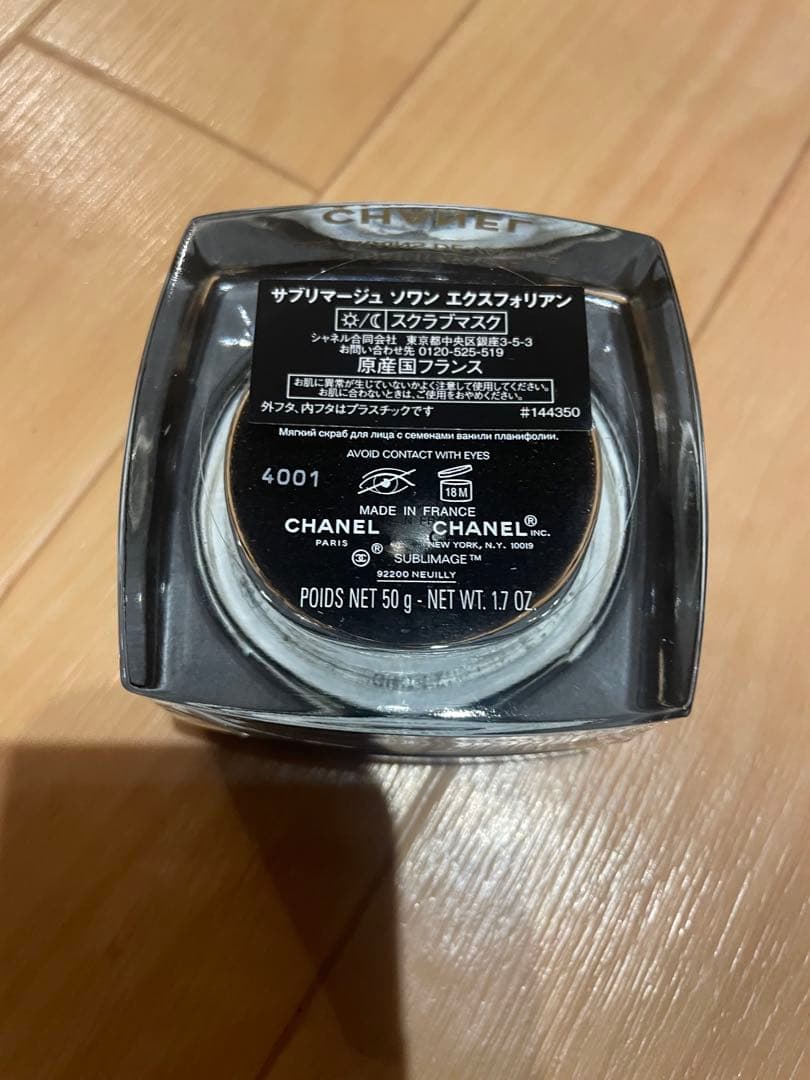 CHANEL
サブリマージュ ソワン エクスフォリアン
/ スクラブマスク
シャネル合同会社 東京都中央区銀座3-5-3
お問い合わせ先 0120-525-519
原産国フランス
お肌に異常が生じていないかよく注意して使用してください。
お肌に合わないときは、ご使用をおやめください。
外フタ、内フタはプラスチックです #144350
Мягкий скраб для лица с семенами ванили планифолии.
AVOID CONTACT WITH EYES
4001
18 M
MADE IN FRANCE
CHANEL CHANEL® INC.
PARIS NEW YORK, N.Y. 10019
® SUBLIMAGE™
92200 NEUILLY
POIDS NET 50 g - NET WT. 1.7 OZ.